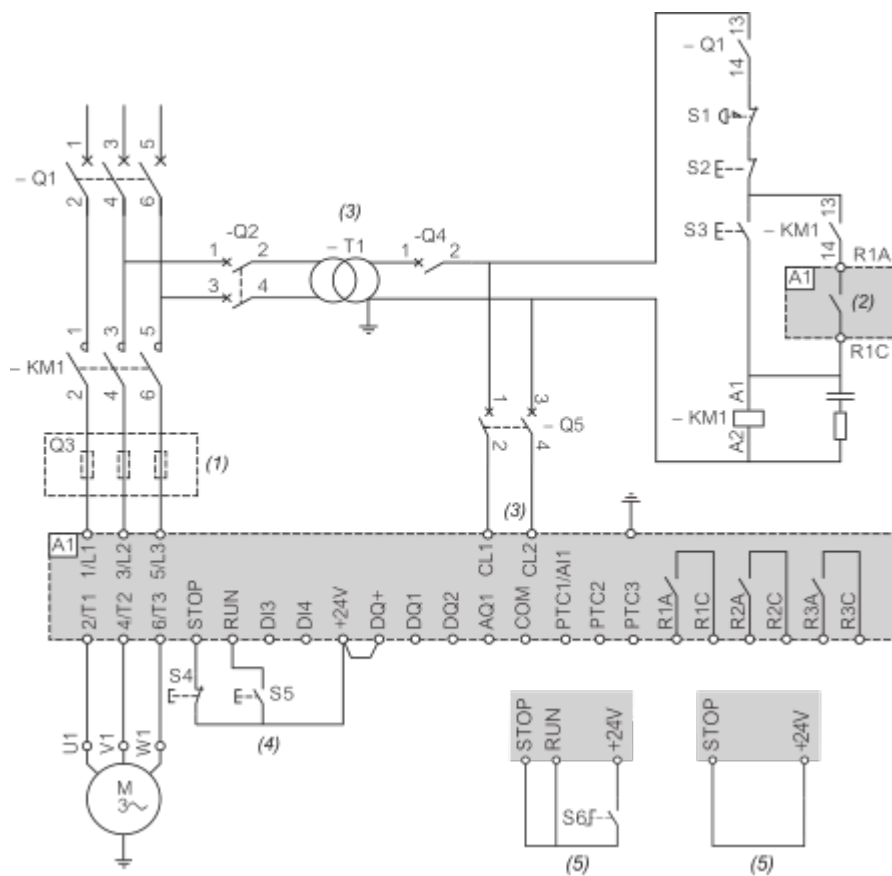 13
– Q1
14
S1
S2
S3
13
– KM1
14
R1A
A1
(2)
R1C
A1
– KM1
A2
1
3
5
– Q1
2
4
6
(3)
-Q2
1
2
3
4
– T1
-Q4
1
2
1
3
5
– KM1
2
4
6
1
3
– Q5
2
4
Q3
(1)
(3)
A1
1/L1
3/L2
5/L3
CL1
CL2
2/T1
4/T2
6/T3
STOP
RUN
DI3
DI4
+24V
DQ+
DQ1
DQ2
AQ1
COM
PTC1/AI1
PTC2
PTC3
R1A
R1C
R2A
R2C
R3A
R3C
S4
S5
(4)
U1
V1
W1
M
3~
STOP
RUN
+24V
S6
(5)
STOP
+24V
(5)